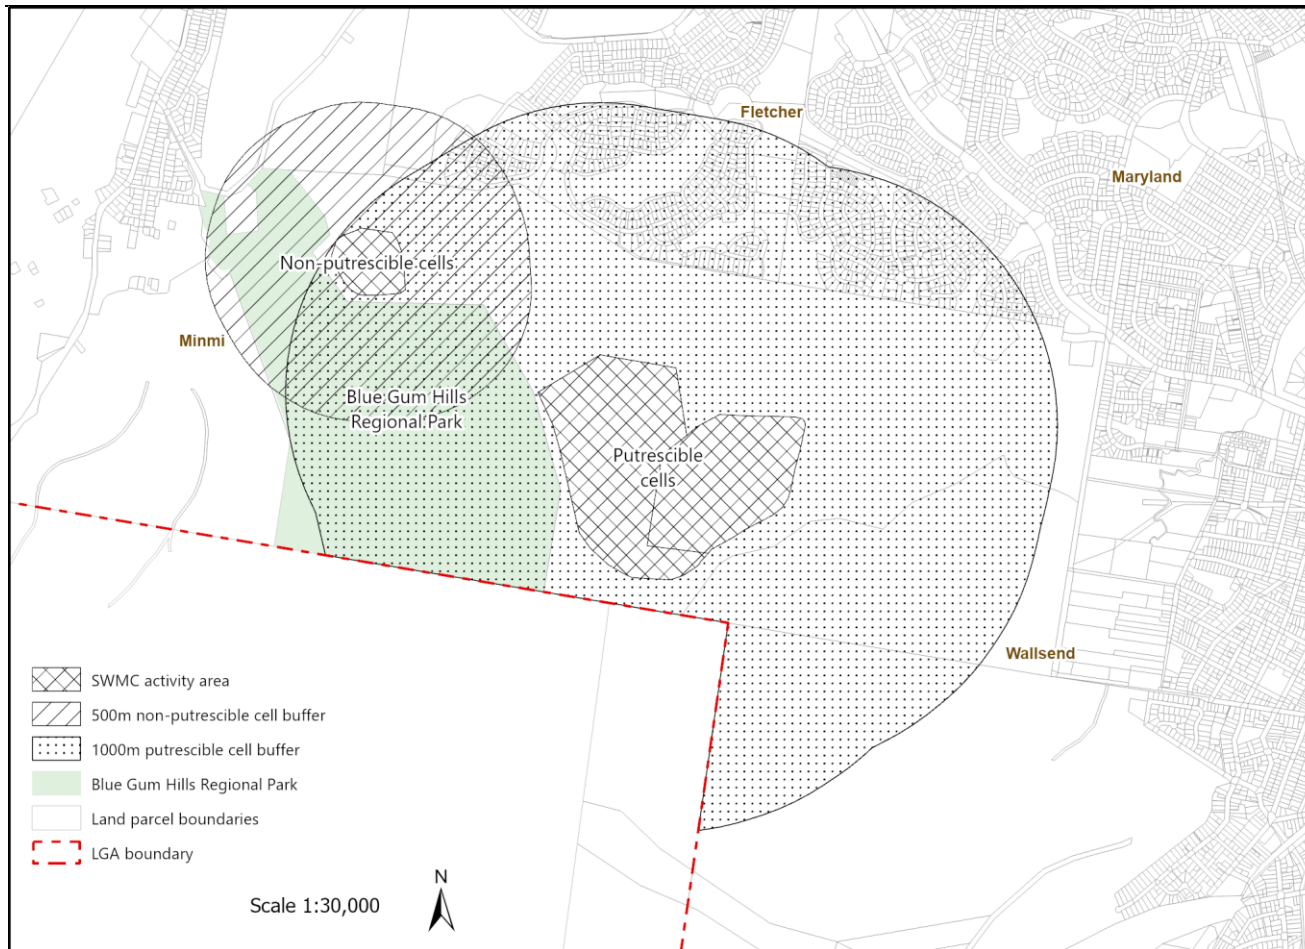 Fletcher
Maryland
Non-putrescible cells
Minmi
Blue Gum Hills
Regional Park
Putrescible
cells
Wallsend
SWMC activity area
500m non-putrescible cell buffer
1000m putrescible cell buffer
Blue Gum Hills Regional Park
Land parcel boundaries
LGA boundary
N
Scale 1:30,000